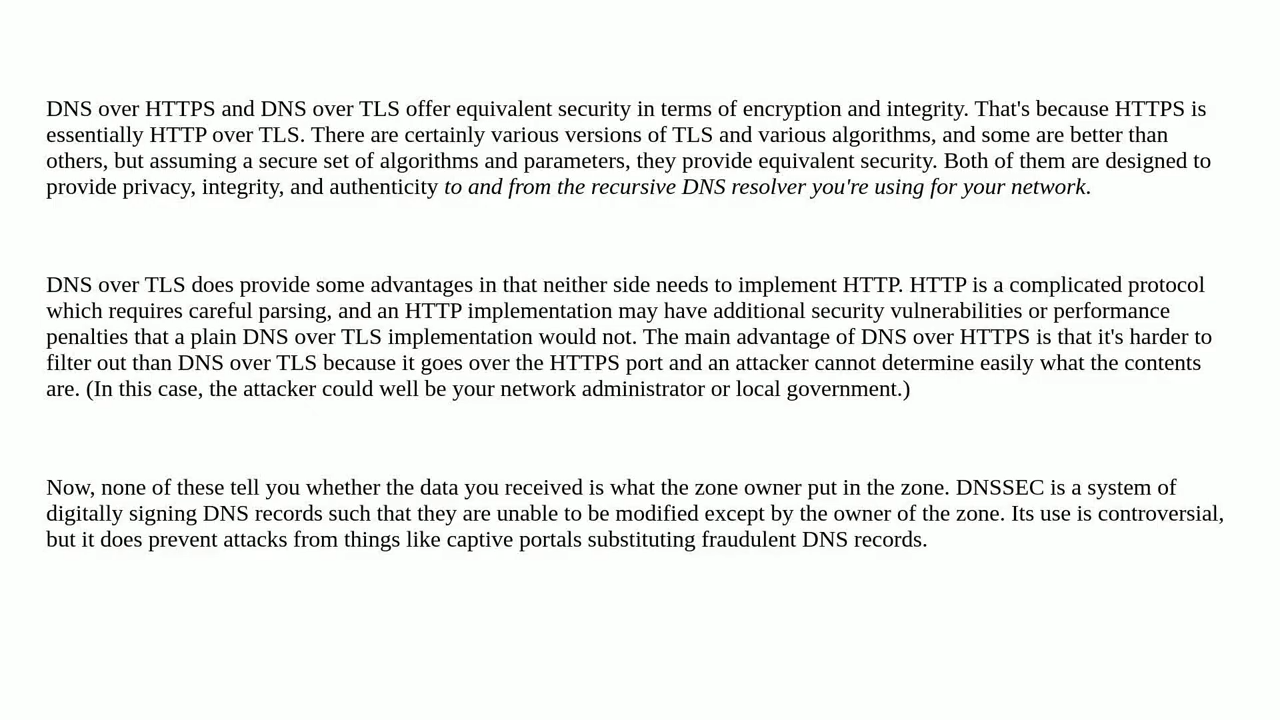 DNS over HTTPS and DNS over TLS offer equivalent security in terms of encryption and integrity. That's because HTTPS is
essentially HTTP over TLS. There are certainly various versions of TLS and various algorithms, and some are better than
others, but assuming a secure set of algorithms and parameters, they provide equivalent security. Both of them are designed to
provide privacy, integrity, and authenticity to and from the recursive DNS resolver you're using for your network.
DNS over TLS does provide some advantages in that neither side needs to implement HTTP. HTTP is a complicated protocol
which requires careful parsing, and an HTTP implementation may have additional security vulnerabilities or performance
penalties that a plain DNS over TLS implementation would not. The main advantage of DNS over HTTPS is that it's harder to
filter out than DNS over TLS because it goes over the HTTPS port and an attacker cannot determine easily what the contents
are. (In this case, the attacker could well be your network administrator or local government.)
Now, none of these tell you whether the data you received is what the zone owner put in the zone. DNSSEC is a system of
digitally signing DNS records such that they are unable to be modified except by the owner of the zone. Its use is controversial,
but it does prevent attacks from things like captive portals substituting fraudulent DNS records.